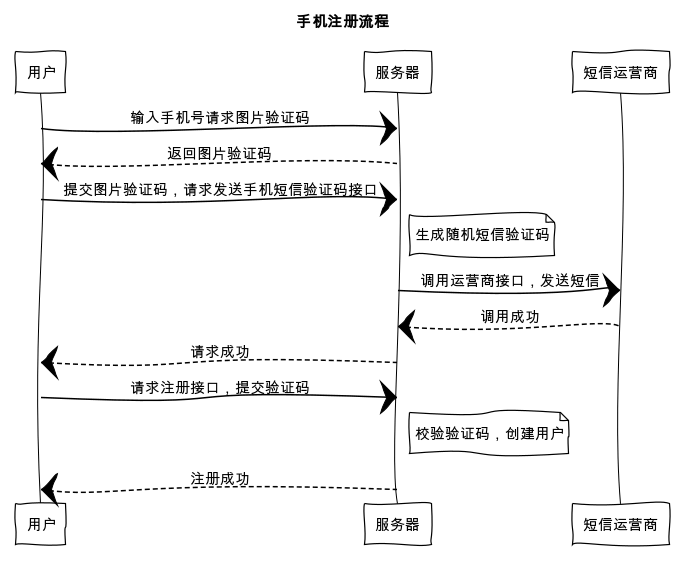 手机注册流程
用户
服务器
短信运营商
输入手机号请求图片验证码
返回图片验证码
提交图片验证码，请求发送手机短信验证码接口
生成随机短信验证码
调用运营商接口，发送短信
调用成功
请求成功
请求注册接口，提交验证码
校验验证码，创建用户
注册成功
用户
服务器
短信运营商